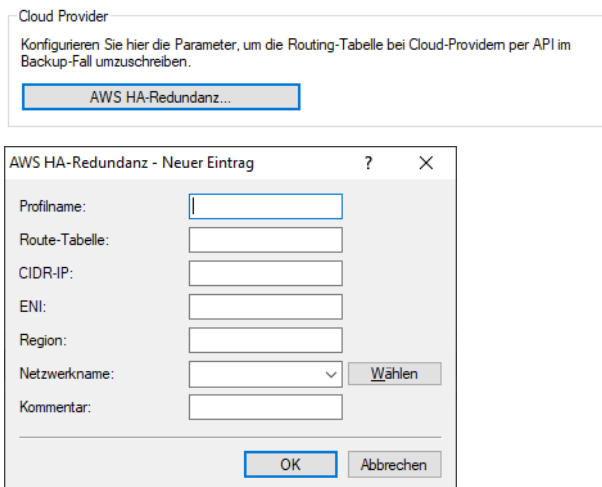 Cloud Provider
Konfigurieren Sie hier die Parameter, um die Routing-Tabelle bei Cloud-Providern per API im
Backup-Fall umzuschreiben.
AWS HA-Redundanz...
AWS HA-Redundanz - Neuer Eintrag ? ×
Profilname:
Route-Tabelle:
CIDR-IP:
ENI:
Region:
Netzwerkname: Wählen
Kommentar:
OK Abbrechen